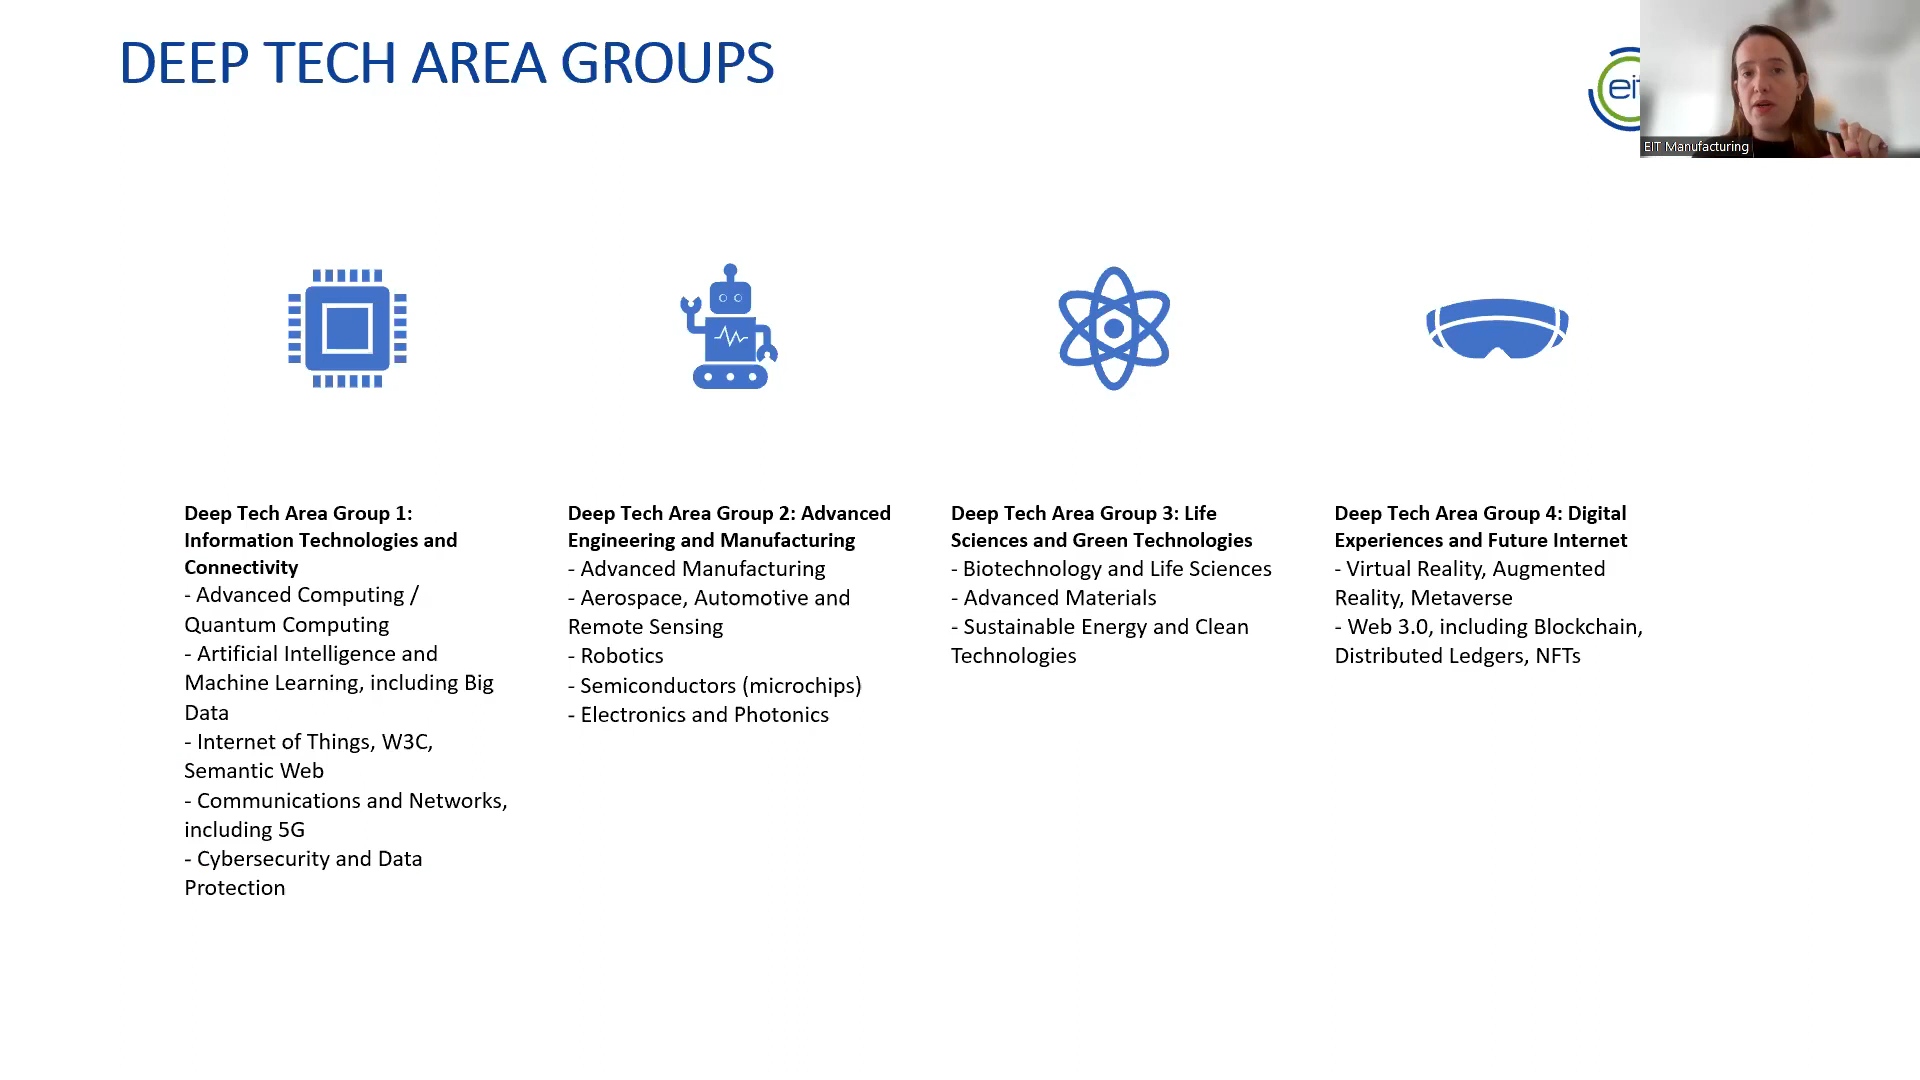 DEEP TECH AREA GROUPS
ei
EIT Manufacturing
Deep Tech Area Group 1:
Information Technologies and
Connectivity
- Advanced Computing /
Quantum Computing
- Artificial Intelligence and
Machine Learning, including Big
Data
- Internet of Things, W3C,
Semantic Web
- Communications and Networks,
including 5G
- Cybersecurity and Data
Protection
Deep Tech Area Group 2: Advanced
Engineering and Manufacturing
- Advanced Manufacturing
- Aerospace, Automotive and
Remote Sensing
- Robotics
- Semiconductors (microchips)
- Electronics and Photonics
Deep Tech Area Group 3: Life
Sciences and Green Technologies
- Biotechnology and Life Sciences
- Advanced Materials
- Sustainable Energy and Clean
Technologies
Deep Tech Area Group 4: Digital
Experiences and Future Internet
- Virtual Reality, Augmented
Reality, Metaverse
- Web 3.0, including Blockchain,
Distributed Ledgers, NFTs